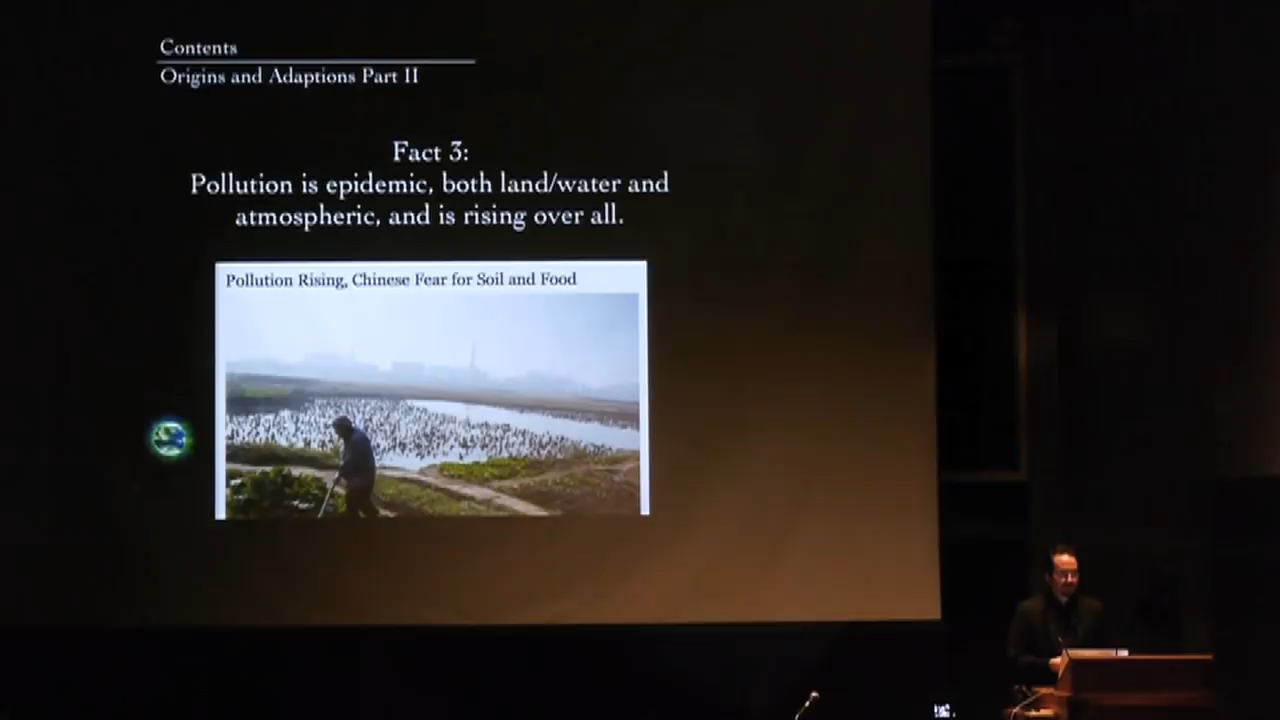 Contents
Origins and Adaptions Part II
Fact 3:
Pollution is epidemic, both land/water and
atmospheric, and is rising over all.
Pollution Rising, Chinese Fear for Soil and Food